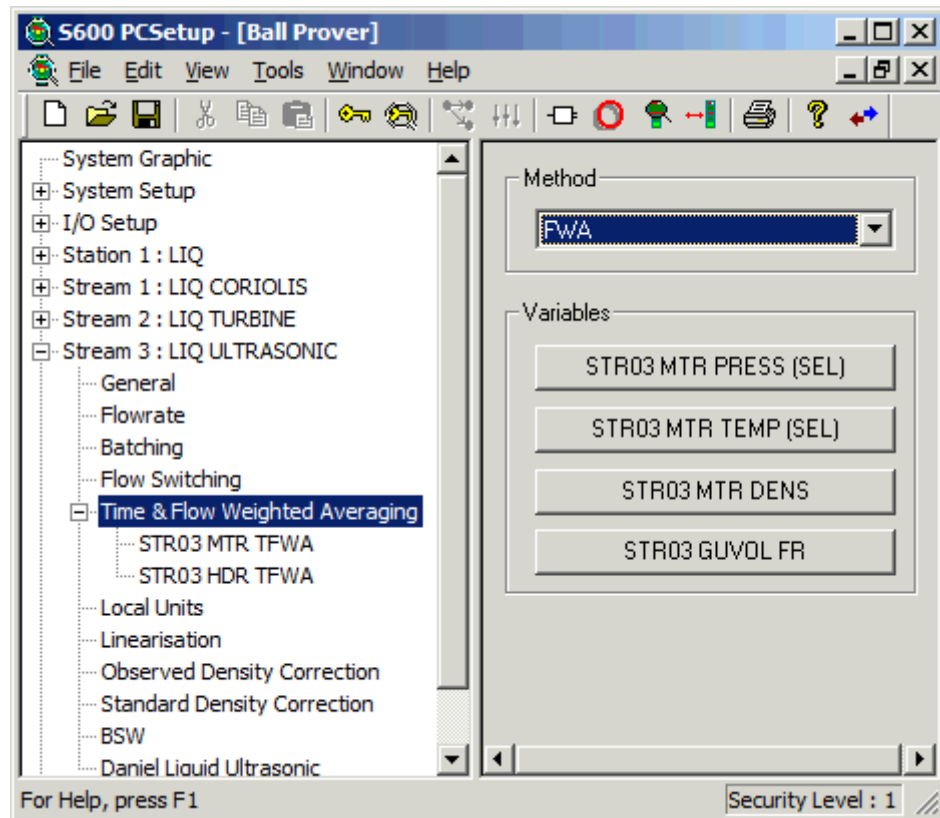 S600 PCSetup - [Ball Prover]
File Edit View Tools Window Help
System Graphic
System Setup
I/O Setup
Station 1 : LIQ
Stream 1 : LIQ CORIOLIS
Stream 2 : LIQ TURBINE
Stream 3 : LIQ ULTRASONIC
General
Flowrate
Batching
Flow Switching
Time & Flow Weighted Averaging
STR03 MTR TFWA
STR03 HDR TFWA
Local Units
Linearisation
Observed Density Correction
Standard Density Correction
BSW
Daniel Liquid Ultrasonic
Method
FWA
Variables
STR03 MTR PRESS (SEL)
STR03 MTR TEMP (SEL)
STR03 MTR DENS
STR03 GUVOL FR
For Help, press F1
Security Level : 1